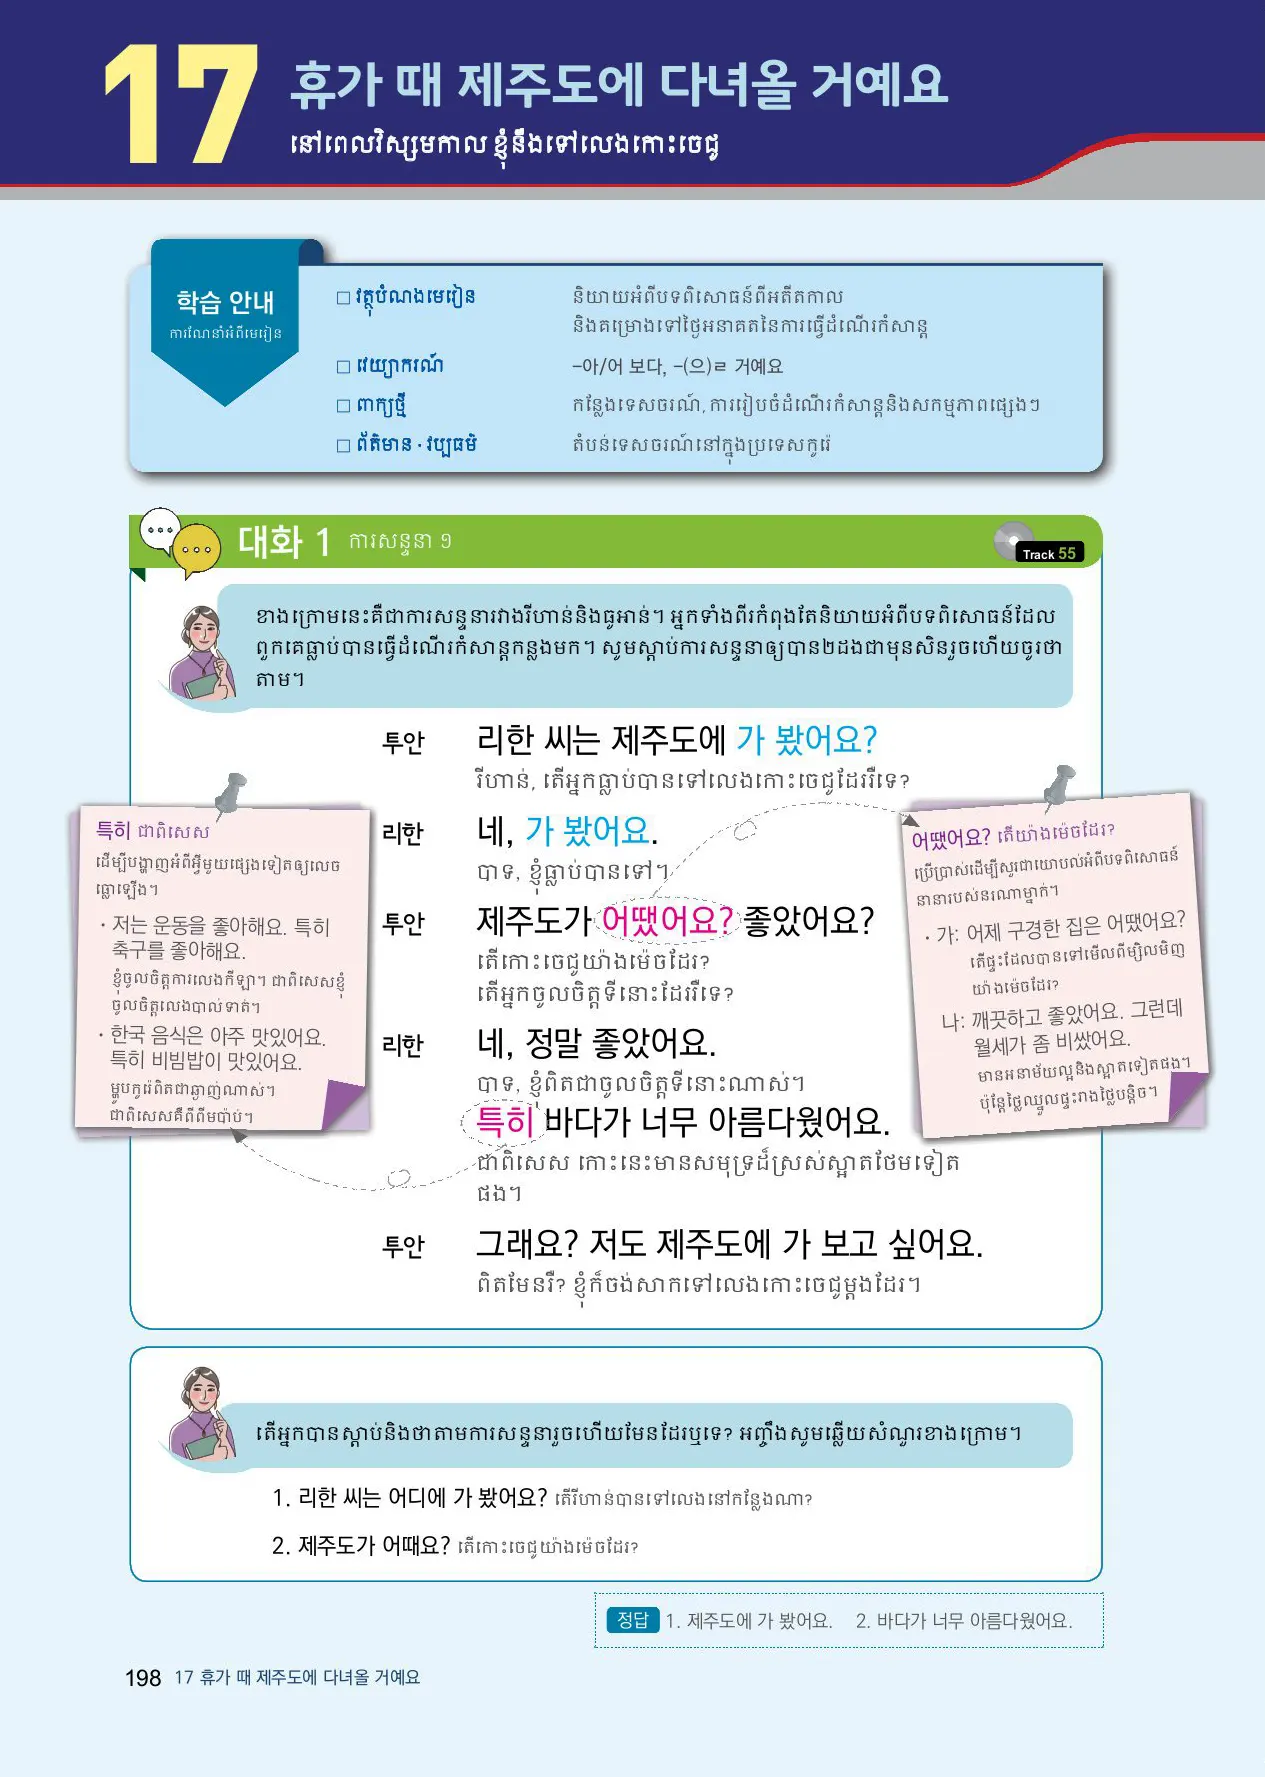 17
휴가 때 제주도에 다녀올 거예요
នៅពេលវិស្សមកាល ខ្ញុំនឹងទៅលេងកោះចេជូ
학습 안내
ការណែនាំអំពីមេរៀន
□ វត្ថុបំណងមេរៀន
និយាយអំពីបទពិសោធន៍ពីអតីតកាល
និងគម្រោងទៅថ្ងៃអនាគតនៃការធ្វើដំណើរកំសាន្ត
□ វេយ្យាករណ៍
-아/어 보다, -(으)ㄹ 거예요
□ ពាក្យថ្មី
កន្លែងទេសចរណ៍, ការរៀបចំដំណើរកំសាន្តនិងសកម្មភាពផ្សេងៗ
□ ព័ត៌មាន · វប្បធម៌
តំបន់ទេសចរណ៍នៅក្នុងប្រទេសកូរ៉េ
대화 1 ការសន្ទនា ១
Track 55
ខាងក្រោមនេះគឺជាការសន្ទនារវាងរីហាន់និងធូអាន់។ អ្នកទាំងពីរកំពុងតែនិយាយអំពីបទពិសោធន៍ដែល
ពួកគេធ្លាប់បានធ្វើដំណើរកំសាន្តកន្លងមក។ សូមស្តាប់ការសន្ទនាឲ្យបាន២ដងជាមុនសិនរួចហើយចូរថា
តាម។
투안 리한 씨는 제주도에 가 봤어요?
រីហាន់, តើអ្នកធ្លាប់បានទៅលេងកោះចេជូដែររឺទេ?
리한 네, 가 봤어요.
បាទ, ខ្ញុំធ្លាប់បានទៅ។
투안 제주도가 어땠어요? 좋았어요?
តើកោះចេជូយ៉ាងម៉េចដែរ?
តើអ្នកចូលចិត្តទីនោះដែររឺទេ?
리한 네, 정말 좋았어요.
បាទ, ខ្ញុំពិតជាចូលចិត្តទីនោះណាស់។
특히 바다가 너무 아름다웠어요.
ជាពិសេស កោះនេះមានសមុទ្រដ៏ស្រស់ស្អាតថែមទៀត
ផង។
투안 그래요? 저도 제주도에 가 보고 싶어요.
ពិតមែនរឺ? ខ្ញុំក៏ចង់សាកទៅលេងកោះចេជូម្តងដែរ។
특히 ជាពិសេស
ដើម្បីបង្ហាញអំពីអ្វីមួយផ្សេងទៀតឲ្យលេច
ធ្លោឡើង។
· 저는 운동을 좋아해요. 특히
축구를 좋아해요.
ខ្ញុំចូលចិត្តការលេងកីឡា។ ជាពិសេសខ្ញុំ
ចូលចិត្តលេងបាល់ទាត់។
· 한국 음식은 아주 맛있어요.
특히 비빔밥이 맛있어요.
ម្ហូបកូរ៉េពិតជាឆ្ងាញ់ណាស់។
ជាពិសេសគឺពីពីមប៉ាប់។
어땠어요? តើយ៉ាងម៉េចដែរ?
ប្រើប្រាស់ដើម្បីសួរជាយោបល់អំពីបទពិសោធន៍
នានារបស់នរណាម្នាក់។
· 가: 어제 구경한 집은 어땠어요?
តើផ្ទះដែលបានទៅមើលពីម្សិលមិញ
យ៉ាងម៉េចដែរ?
나: 깨끗하고 좋았어요. 그런데
월세가 좀 비쌌어요.
មានអនាម័យល្អនិងស្អាតទៀតផង។
ប៉ុន្តែថ្លៃឈ្នួលផ្ទះរាងថ្លៃបន្តិច។
តើអ្នកបានស្តាប់និងថាតាមការសន្ទនារួចហើយមែនដែរឬទេ? អញ្ចឹងសូមឆ្លើយសំណួរខាងក្រោម។
1. 리한 씨는 어디에 가 봤어요? តើរីហាន់បានទៅលេងនៅកន្លែងណា?
2. 제주도가 어때요? តើកោះចេជូយ៉ាងម៉េចដែរ?
정답 1. 제주도에 가 봤어요. 2. 바다가 너무 아름다웠어요.
198 17 휴가 때 제주도에 다녀올 거예요